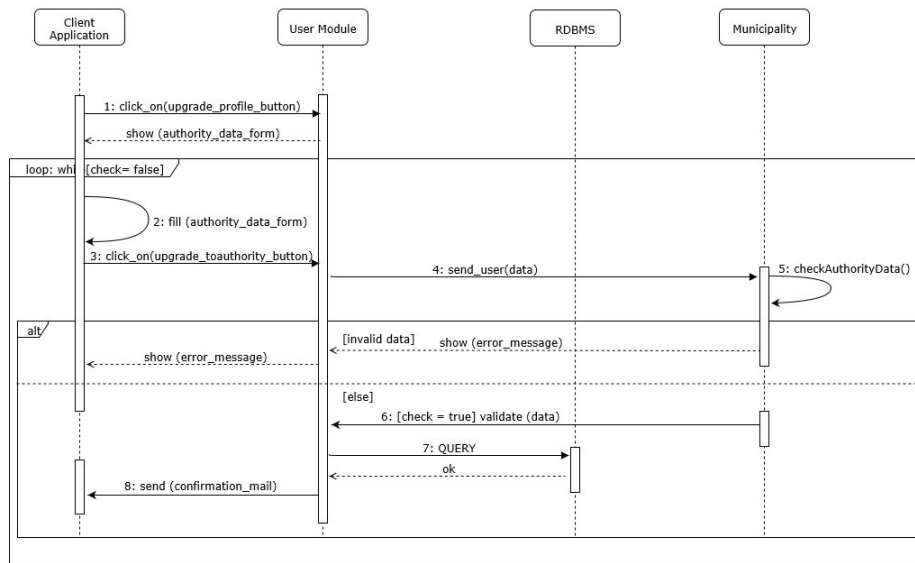 Client
Application
User Module
RDBMS
Municipality
1: click_on(upgrade_profile_button)
show (authority_data_form)
loop: whi [check= false]
2: fill (authority_data_form)
3: click_on(upgrade_toauthority_button)
4: send_user(data)
5: checkAuthorityData()
alt
[invalid data]
show (error_message)
show (error_message)
[else]
6: [check = true] validate (data)
7: QUERY
ok
8: send (confirmation_mail)